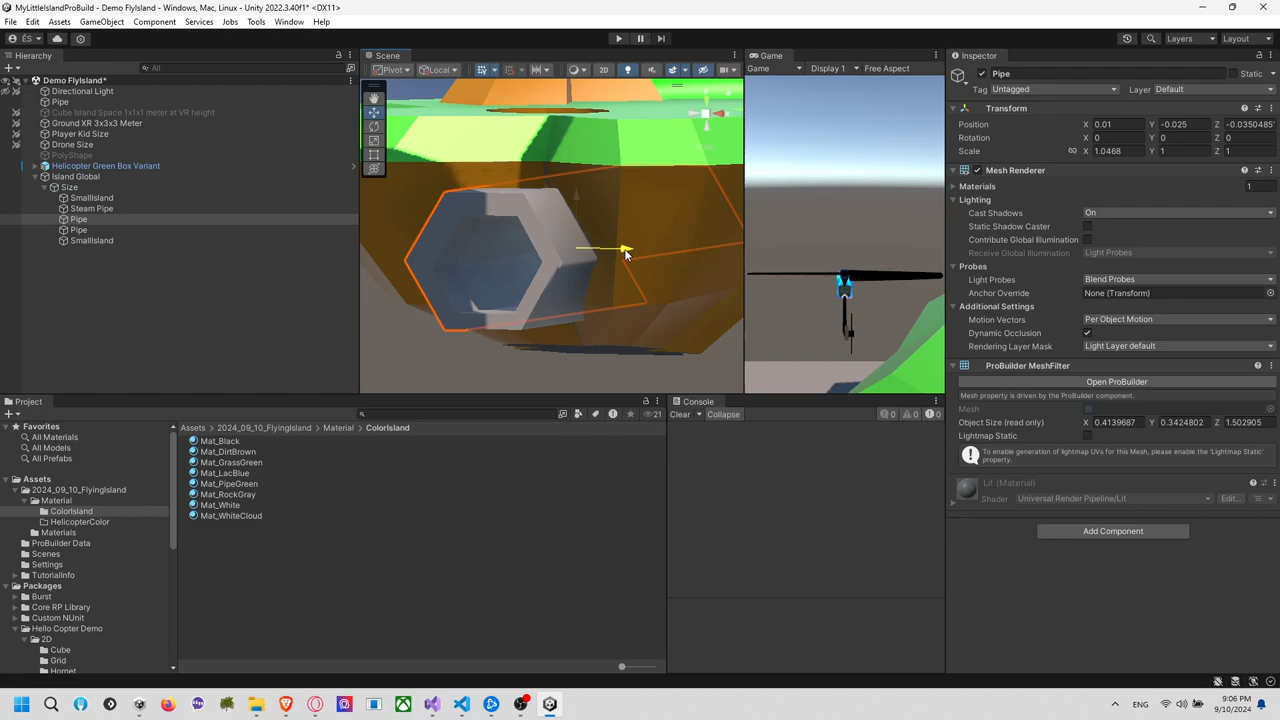 MyLittleIslandProBuild - Demo FlyIsland - Windows, Mac, Linux - Unity 2022.3.40f1* <DX11>
File Edit Assets GameObject Component Services Jobs Tools Window Help
ÉS Layers Layout
Hierarchy Scene Game Inspector
All Pivot Local 2D Game Display 1 Free Aspect Pipe Static
Demo FlyIsland* Tag Untagged Layer Default
Directional Light
Pipe Transform
Cube Island Space 1x1x1 meter at VR height
Ground XR 3x3x3 Meter Position X 0.01 Y -0.025 Z -0.0350485
Player Kid Size Rotation X 0 Y 0 Z 0
Drone Size Scale X 1.0468 Y 1 Z 1
PolyShape
Helicopter Green Box Variant Mesh Renderer
Island Global Materials 1
Size Lighting
SmallIsland Cast Shadows On
Steam Pipe Static Shadow Caster
Pipe Contribute Global Illumination
Pipe Receive Global Illumination Light Probes
SmallIsland Probes
Light Probes Blend Probes
Anchor Override None (Transform)
Additional Settings
Motion Vectors Per Object Motion
Dynamic Occlusion
Rendering Layer Mask Light Layer default
ProBuilder MeshFilter
Open ProBuilder
Mesh property is driven by the ProBuilder component.
Mesh
Object Size (read only) X 0.4139687 Y 0.3424802 Z 1.502905
Lightmap Static
To enable generation of lightmap UVs for this Mesh, please enable the 'Lightmap Static' property.
Lit (Material)
Shader Universal Render Pipeline/Lit Edit...
Add Component
Project Console
21 Clear Collapse 0 0 0
Favorites
All Materials
All Models
All Prefabs
Assets
2024_09_10_FlyingIsland
Material
ColorIsland
HelicopterColor
Materials
ProBuilder Data
Scenes
Settings
TutorialInfo
Packages
Burst
Core RP Library
Custom NUnit
Hello Copter Demo
2D
Cube
Grid
Hornet
Assets > 2024_09_10_FlyingIsland > Material > ColorIsland
Mat_Black
Mat_DirtBrown
Mat_GrassGreen
Mat_LacBlue
Mat_PipeGreen
Mat_RockGray
Mat_White
Mat_WhiteCloud
ENG 9:06 PM
9/10/2024